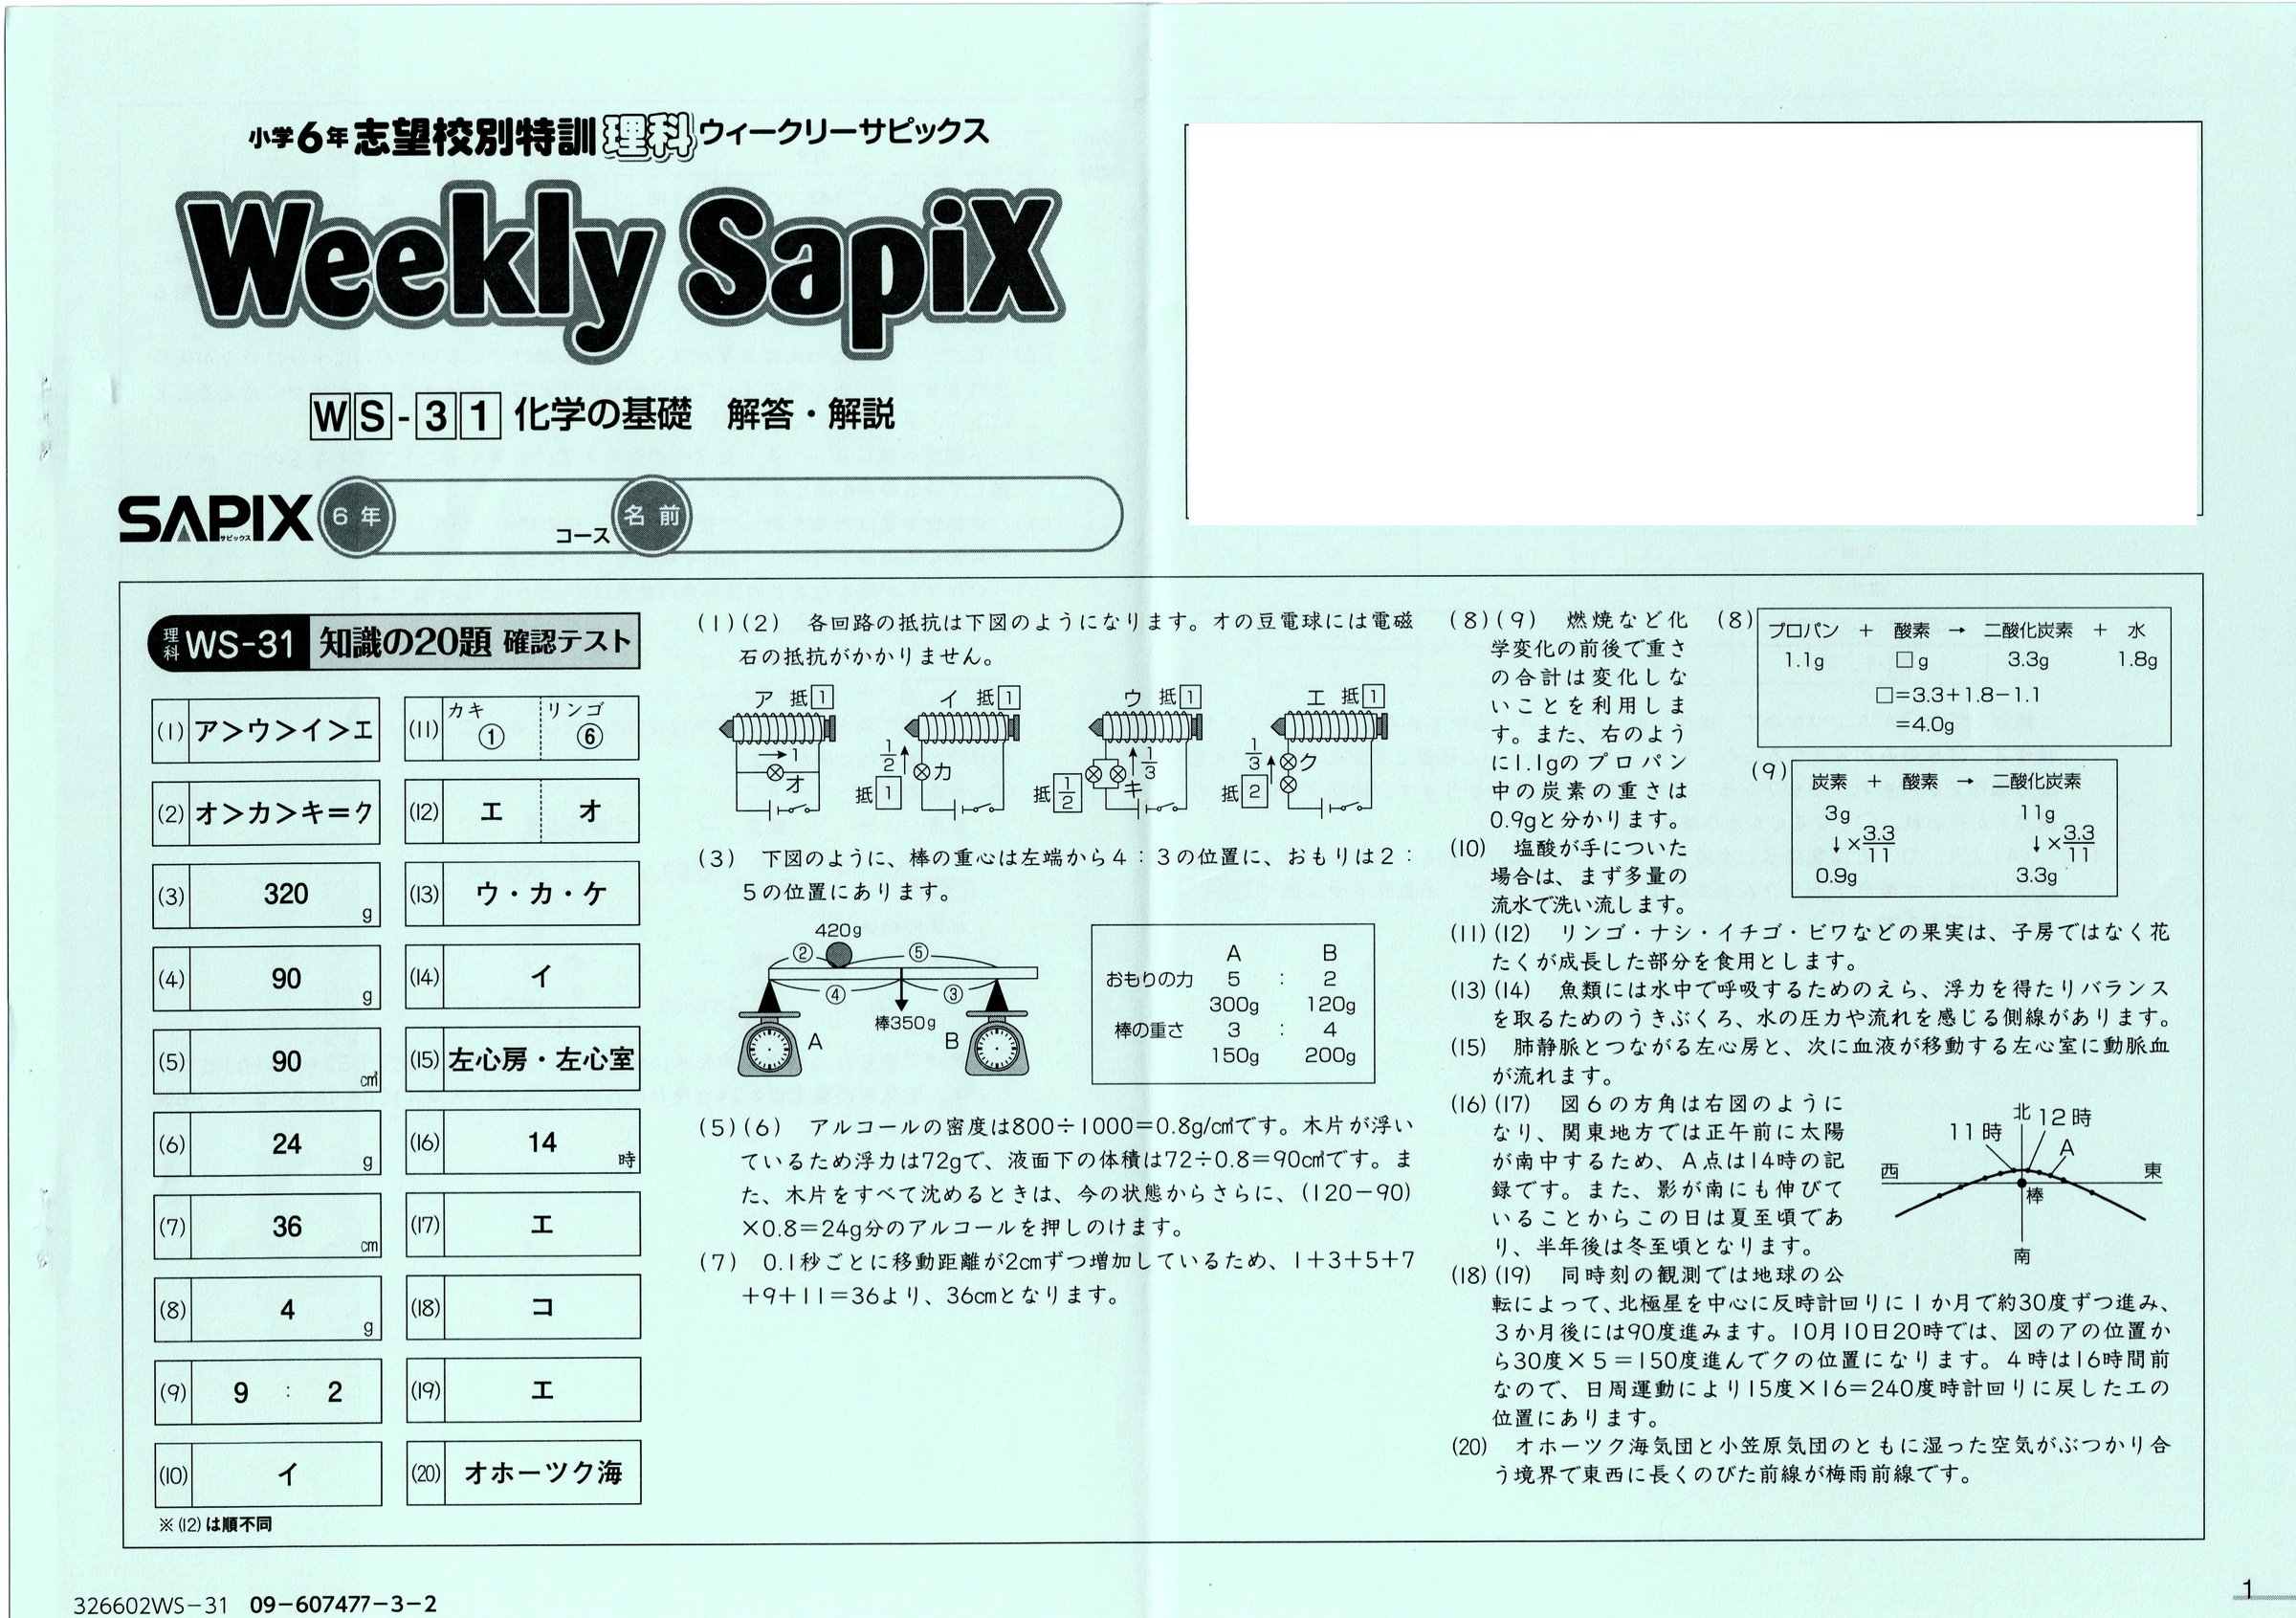 小学6年 志望校別特訓 理科 ウィークリーサピックス
Weekly SapiX
WS-31 化学の基礎 解答・解説
SAPIX サピックス 6年 コース 名前
理科 WS-31 知識の20題 確認テスト
(1) ア＞ウ＞イ＞エ
(2) オ＞カ＞キ＝ク
(3) 320 g
(4) 90 g
(5) 90 cm³
(6) 24 g
(7) 36 cm
(8) 4 g
(9) 9 : 2
(10) イ
(11) カキ ① リンゴ ⑥
(12) エ オ
(13) ウ・カ・ケ
(14) イ
(15) 左心房・左心室
(16) 14 時
(17) エ
(18) コ
(19) エ
(20) オホーツク海
※(12)は順不同
(1)(2) 各回路の抵抗は下図のようになります。オの豆電球には電磁
石の抵抗がかかりません。
ア 抵1 イ 抵1 ウ 抵1 エ 抵1
1 オ
1/2 カ 抵1
1/3 キ 抵1/2
1/3 ク 抵2
(3) 下図のように、棒の重心は左端から4：3の位置に、おもりは2：
5の位置にあります。
420g
② ⑤
④ ③
棒350g
A B
A B
おもりの力 5 : 2
300g 120g
棒の重さ 3 : 4
150g 200g
(5)(6) アルコールの密度は800÷1000＝0.8g/cm³です。木片が浮い
ているため浮力は72gで、液面下の体積は72÷0.8＝90cm³です。ま
た、木片をすべて沈めるときは、今の状態からさらに、(120－90)
×0.8＝24g分のアルコールを押しのけます。
(7) 0.1秒ごとに移動距離が2cmずつ増加しているため、1＋3＋5＋7
＋9＋11＝36より、36cmとなります。
(8)(9) 燃焼など化
学変化の前後で重さ
の合計は変化しな
いことを利用しま
す。また、右のよう
に1.1gのプロパン
中の炭素の重さは
0.9gと分かります。
(8)
プロパン ＋ 酸素 → 二酸化炭素 ＋ 水
1.1g □g 3.3g 1.8g
□＝3.3＋1.8－1.1
＝4.0g
(9)
炭素 ＋ 酸素 → 二酸化炭素
3g 11g
↓×3.3/11 ↓×3.3/11
0.9g 3.3g
(10) 塩酸が手についた
場合は、まず多量の
流水で洗い流します。
(11)(12) リンゴ・ナシ・イチゴ・ビワなどの果実は、子房ではなく花
たくが成長した部分を食用とします。
(13)(14) 魚類には水中で呼吸するためのえら、浮力を得たりバランス
を取るためのうきぶくろ、水の圧力や流れを感じる側線があります。
(15) 肺静脈とつながる左心房と、次に血液が移動する左心室に動脈血
が流れます。
(16)(17) 図6の方角は右図のように
なり、関東地方では正午前に太陽
が南中するため、A点は14時の記
録です。また、影が南にも伸びて
いることからこの日は夏至頃であ
り、半年後は冬至頃となります。
北 12時
11時 A
西 東
棒
南
(18)(19) 同時刻の観測では地球の公
転によって、北極星を中心に反時計回りに1か月で約30度ずつ進み、
3か月後には90度進みます。10月10日20時では、図のアの位置か
ら30度×5＝150度進んでクの位置になります。4時は16時間前
なので、日周運動により15度×16＝240度時計回りに戻したエの
位置にあります。
(20) オホーツク海気団と小笠原気団のともに湿った空気がぶつかり合
う境界で東西に長くのびた前線が梅雨前線です。
326602WS－31 09－607477－3－2
1